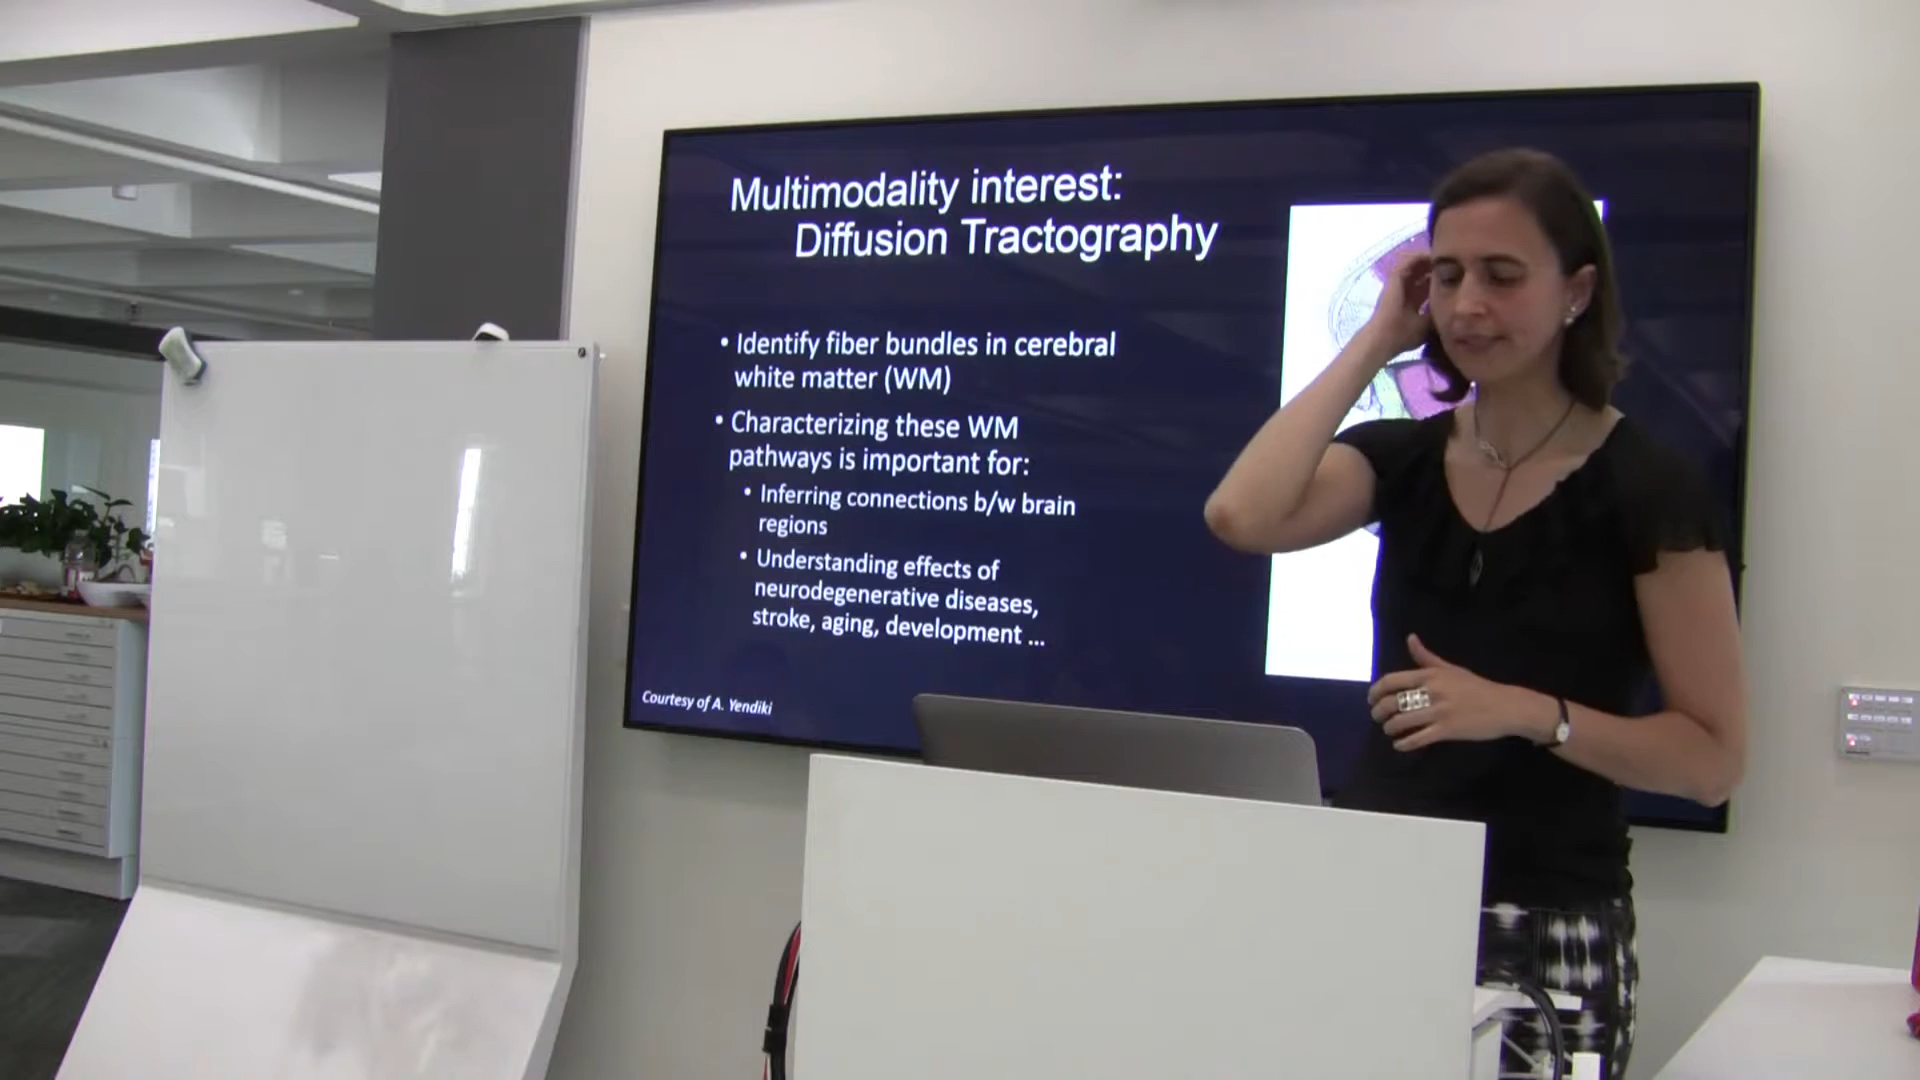 Multimodality interest:
Diffusion Tractography
• Identify fiber bundles in cerebral
white matter (WM)
• Characterizing these WM
pathways is important for:
• Inferring connections b/w brain
regions
• Understanding effects of
neurodegenerative diseases,
stroke, aging, development ...
Courtesy of A. Yendiki